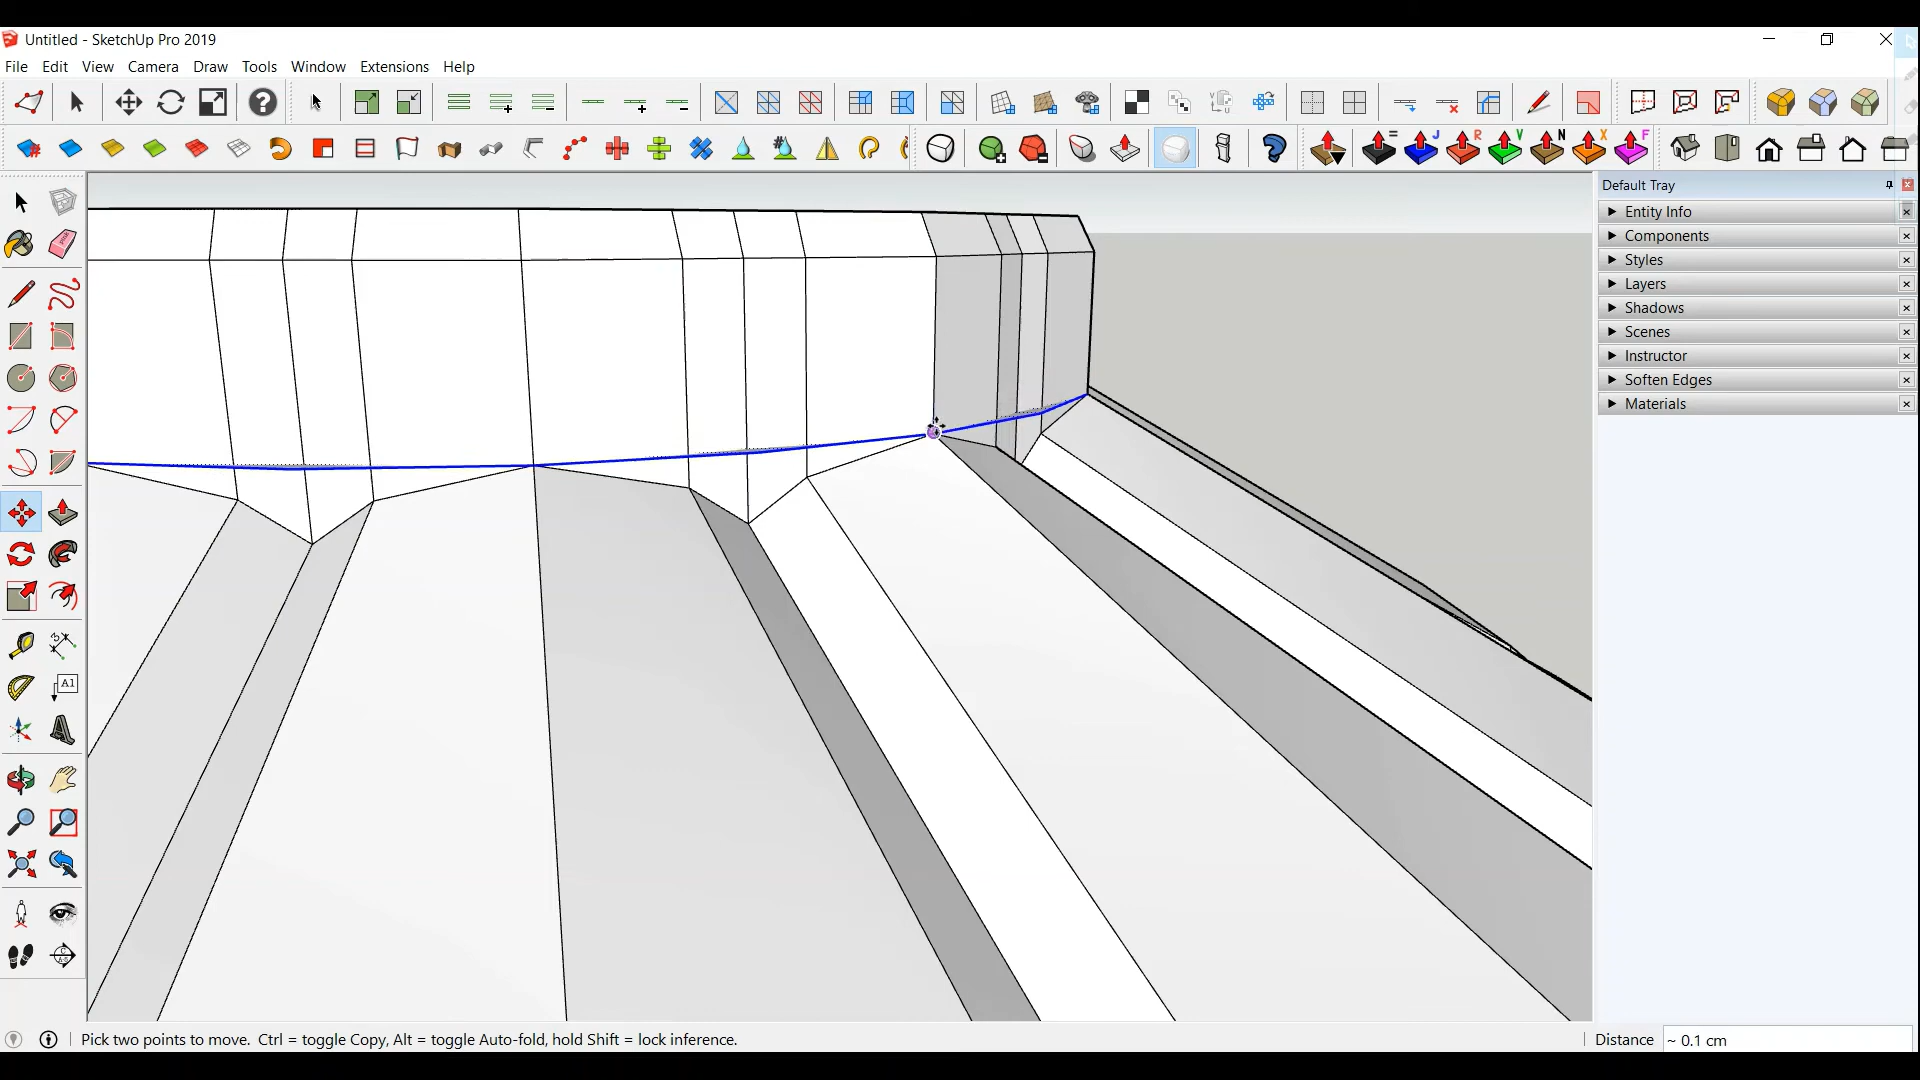 Untitled - SketchUp Pro 2019
File Edit View Camera Draw Tools Window Extensions Help
= J R V N X F
Default Tray
Entity Info
Components
Styles
Layers
Shadows
Scenes
Instructor
Soften Edges
Materials
A1
Pick two points to move. Ctrl = toggle Copy, Alt = toggle Auto-fold, hold Shift = lock inference.
Distance ~ 0.1 cm